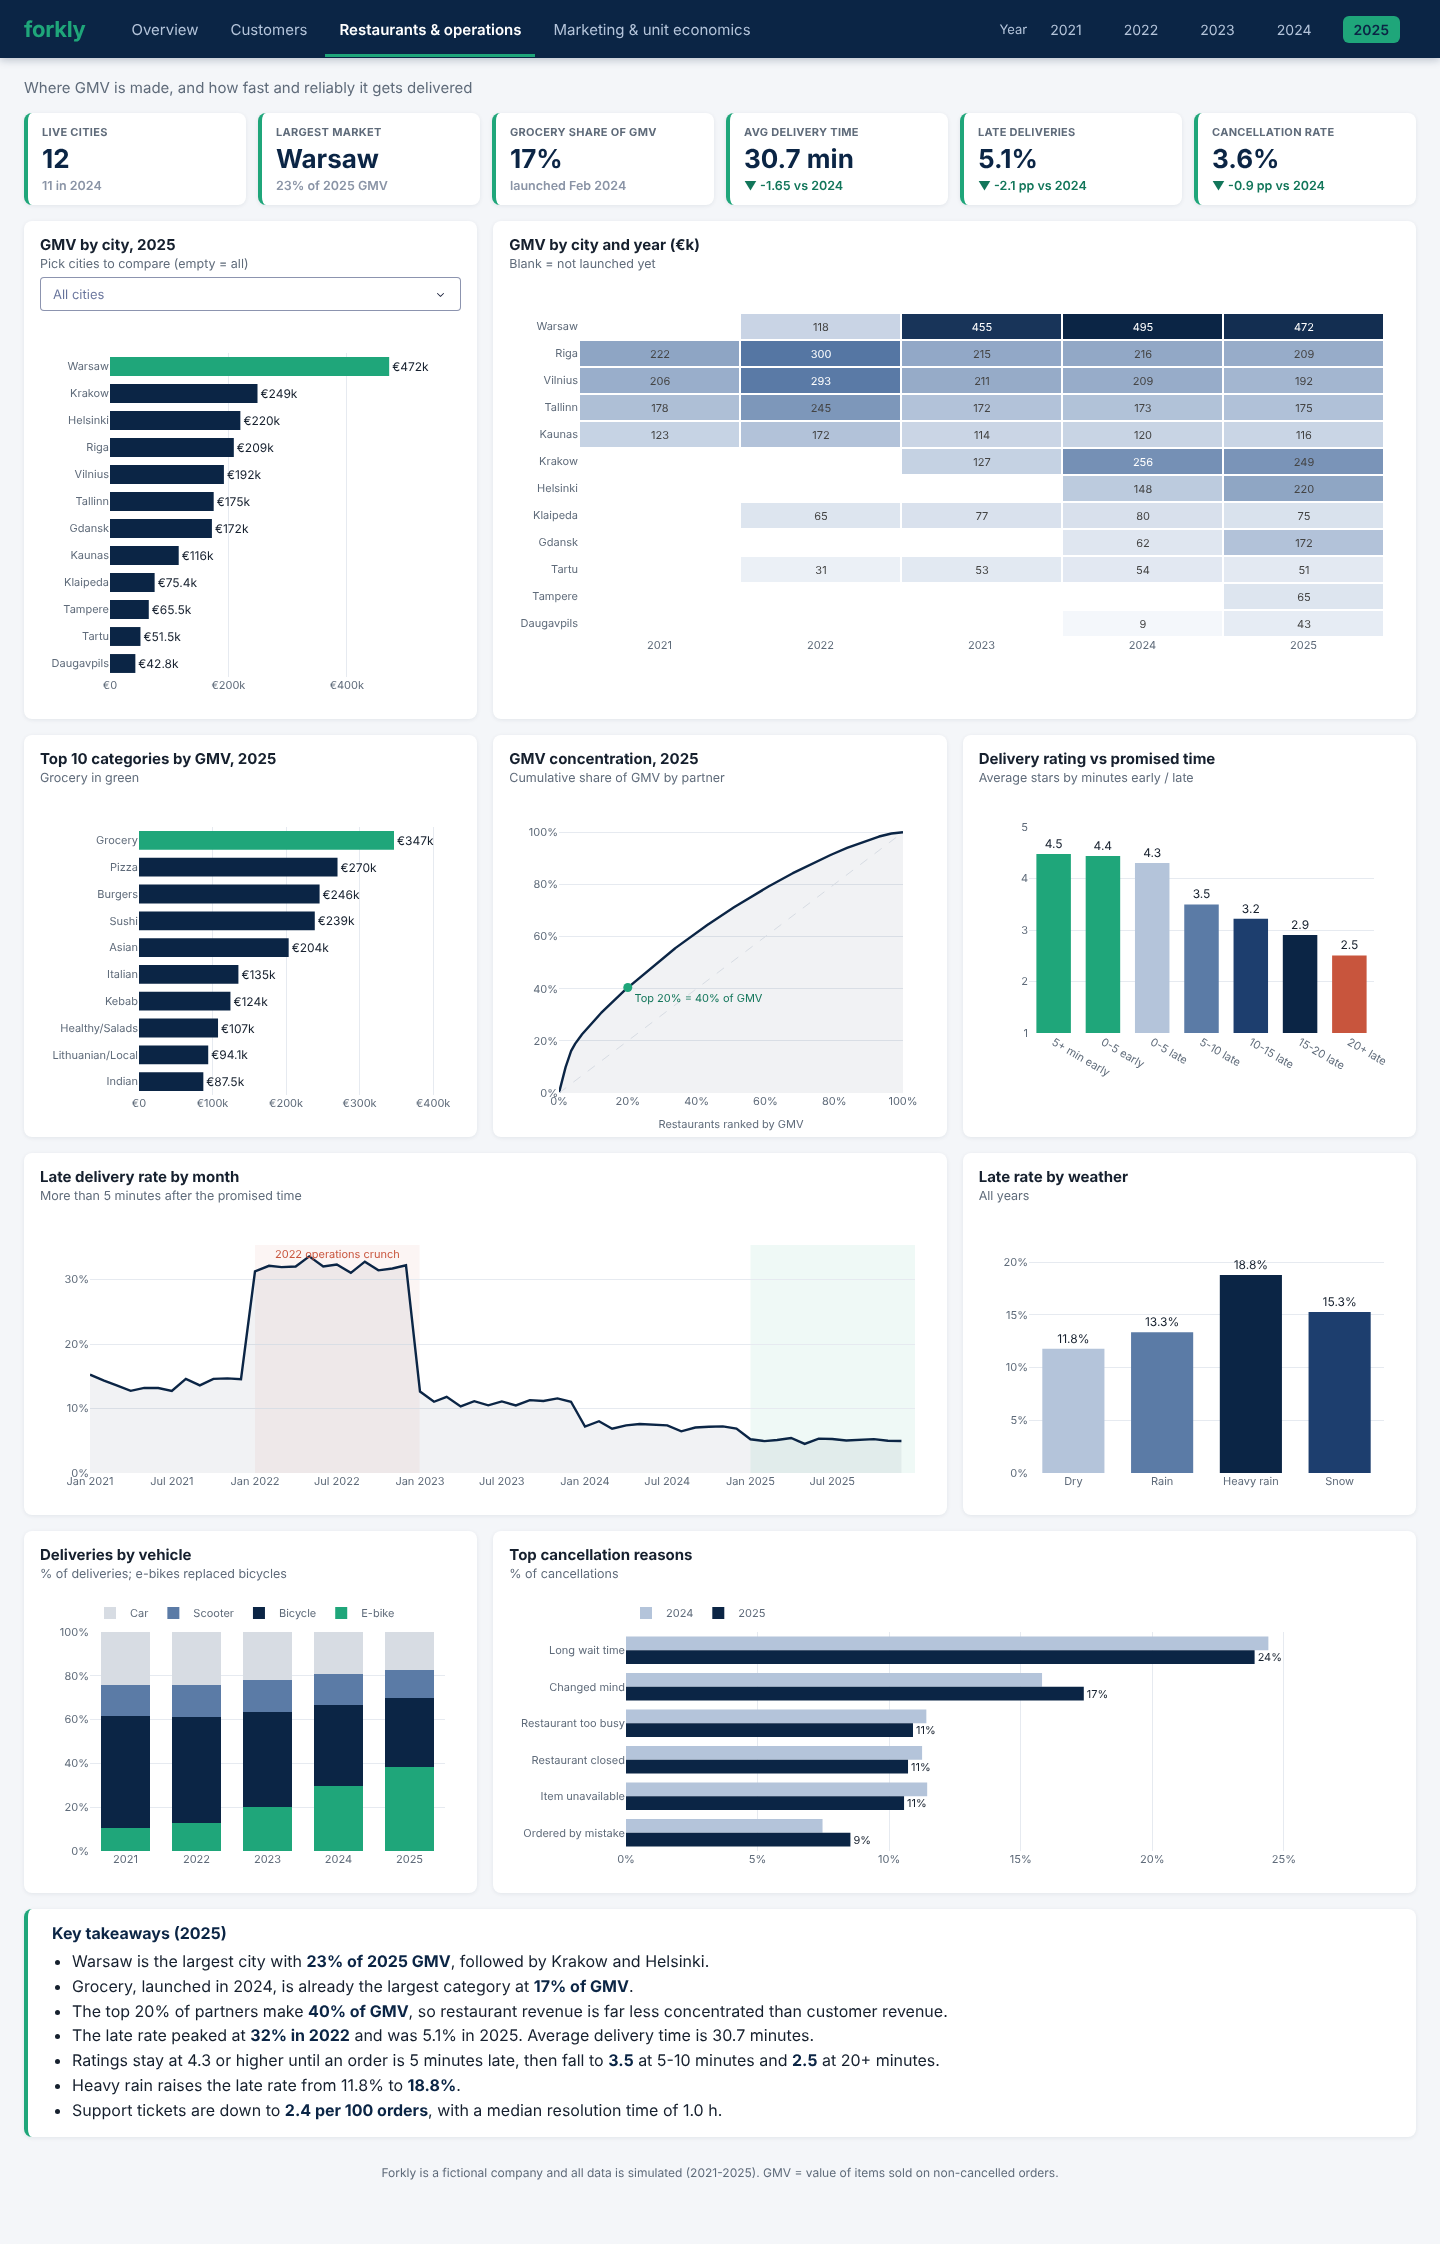 forkly
Overview Customers Restaurants & operations Marketing & unit economics Year 2021 2022 2023 2024 2025
Where GMV is made, and how fast and reliably it gets delivered
LIVE CITIES
12
11 in 2024
LARGEST MARKET
Warsaw
23% of 2025 GMV
GROCERY SHARE OF GMV
17%
launched Feb 2024
AVG DELIVERY TIME
30.7 min
▼ -1.65 vs 2024
LATE DELIVERIES
5.1%
▼ -2.1 pp vs 2024
CANCELLATION RATE
3.6%
▼ -0.9 pp vs 2024
GMV by city, 2025
Pick cities to compare (empty = all)
All cities
Warsaw €472k
Krakow €249k
Helsinki €220k
Riga €209k
Vilnius €192k
Tallinn €175k
Gdansk €172k
Kaunas €116k
Klaipeda €75.4k
Tampere €65.5k
Tartu €51.5k
Daugavpils €42.8k
€0 €200k €400k
GMV by city and year (€k)
Blank = not launched yet
Warsaw 118 455 495 472
Riga 222 300 215 216 209
Vilnius 206 293 211 209 192
Tallinn 178 245 172 173 175
Kaunas 123 172 114 120 116
Krakow 127 256 249
Helsinki 148 220
Klaipeda 65 77 80 75
Gdansk 62 172
Tartu 31 53 54 51
Tampere 65
Daugavpils 9 43
2021 2022 2023 2024 2025
Top 10 categories by GMV, 2025
Grocery in green
Grocery €347k
Pizza €270k
Burgers €246k
Sushi €239k
Asian €204k
Italian €135k
Kebab €124k
Healthy/Salads €107k
Lithuanian/Local €94.1k
Indian €87.5k
€0 €100k €200k €300k €400k
GMV concentration, 2025
Cumulative share of GMV by partner
100%
80%
60%
40%
Top 20% = 40% of GMV
20%
0%
0% 20% 40% 60% 80% 100%
Restaurants ranked by GMV
Delivery rating vs promised time
Average stars by minutes early / late
5
4
3
2
1
4.5 4.4 4.3 3.5 3.2 2.9 2.5
5+ min early 0-5 early 0-5 late 5-10 late 10-15 late 15-20 late 20+ late
Late delivery rate by month
More than 5 minutes after the promised time
2022 operations crunch
30%
20%
10%
0%
Jan 2021 Jul 2021 Jan 2022 Jul 2022 Jan 2023 Jul 2023 Jan 2024 Jul 2024 Jan 2025 Jul 2025
Late rate by weather
All years
20%
15%
10%
5%
0%
11.8% 13.3% 18.8% 15.3%
Dry Rain Heavy rain Snow
Deliveries by vehicle
% of deliveries; e-bikes replaced bicycles
Car Scooter Bicycle E-bike
100%
80%
60%
40%
20%
0%
2021 2022 2023 2024 2025
Top cancellation reasons
% of cancellations
2024 2025
Long wait time 24%
Changed mind 17%
Restaurant too busy 11%
Restaurant closed 11%
Item unavailable 11%
Ordered by mistake 9%
0% 5% 10% 15% 20% 25%
Key takeaways (2025)
• Warsaw is the largest city with 23% of 2025 GMV, followed by Krakow and Helsinki.
• Grocery, launched in 2024, is already the largest category at 17% of GMV.
• The top 20% of partners make 40% of GMV, so restaurant revenue is far less concentrated than customer revenue.
• The late rate peaked at 32% in 2022 and was 5.1% in 2025. Average delivery time is 30.7 minutes.
• Ratings stay at 4.3 or higher until an order is 5 minutes late, then fall to 3.5 at 5-10 minutes and 2.5 at 20+ minutes.
• Heavy rain raises the late rate from 11.8% to 18.8%.
• Support tickets are down to 2.4 per 100 orders, with a median resolution time of 1.0 h.
Forkly is a fictional company and all data is simulated (2021-2025). GMV = value of items sold on non-cancelled orders.